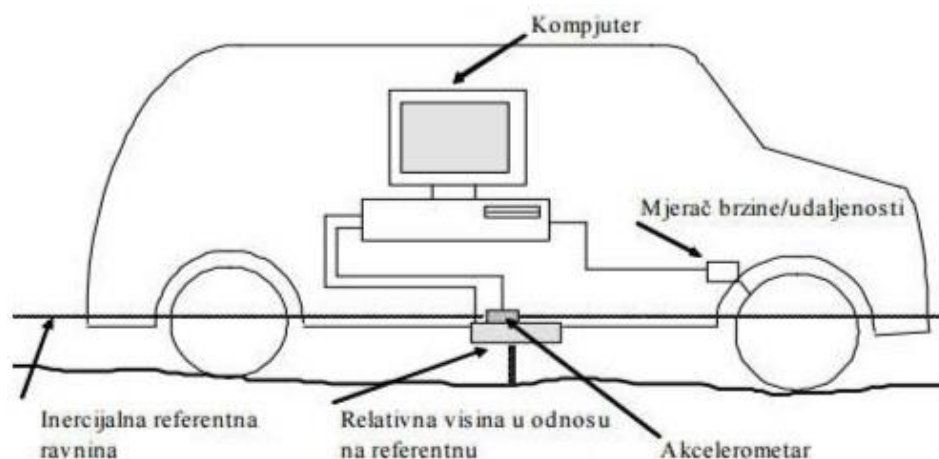 Kompjuter
Mjerač brzine/udaljenosti
Inercijalna referentna
ravnina
Relativna visina u odnosu
na referentnu
Akcelerometar